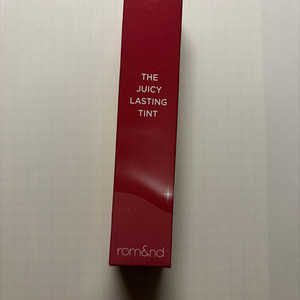 THE
JUICY
LASTING
TINT
rom&nd